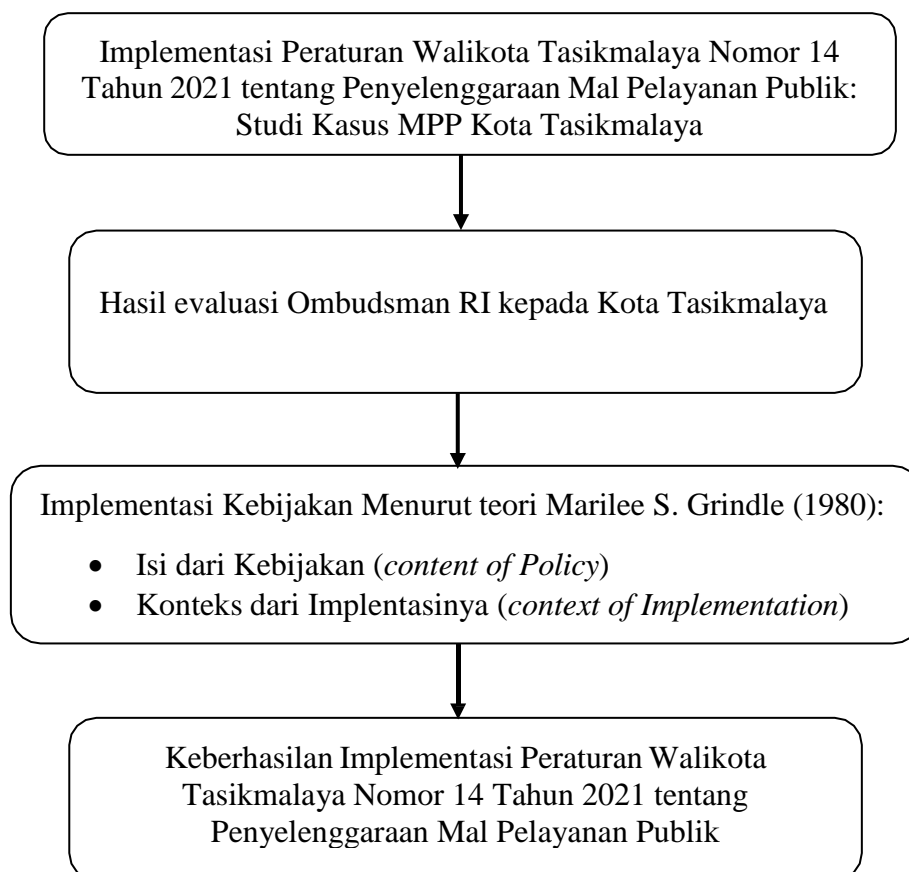 Implementasi Peraturan Walikota Tasikmalaya Nomor 14
Tahun 2021 tentang Penyelenggaraan Mal Pelayanan Publik:
Studi Kasus MPP Kota Tasikmalaya
Hasil evaluasi Ombudsman RI kepada Kota Tasikmalaya
Implementasi Kebijakan Menurut teori Marilee S. Grindle (1980):
• Isi dari Kebijakan (content of Policy)
• Konteks dari Implentasinya (context of Implementation)
Keberhasilan Implementasi Peraturan Walikota
Tasikmalaya Nomor 14 Tahun 2021 tentang
Penyelenggaraan Mal Pelayanan Publik